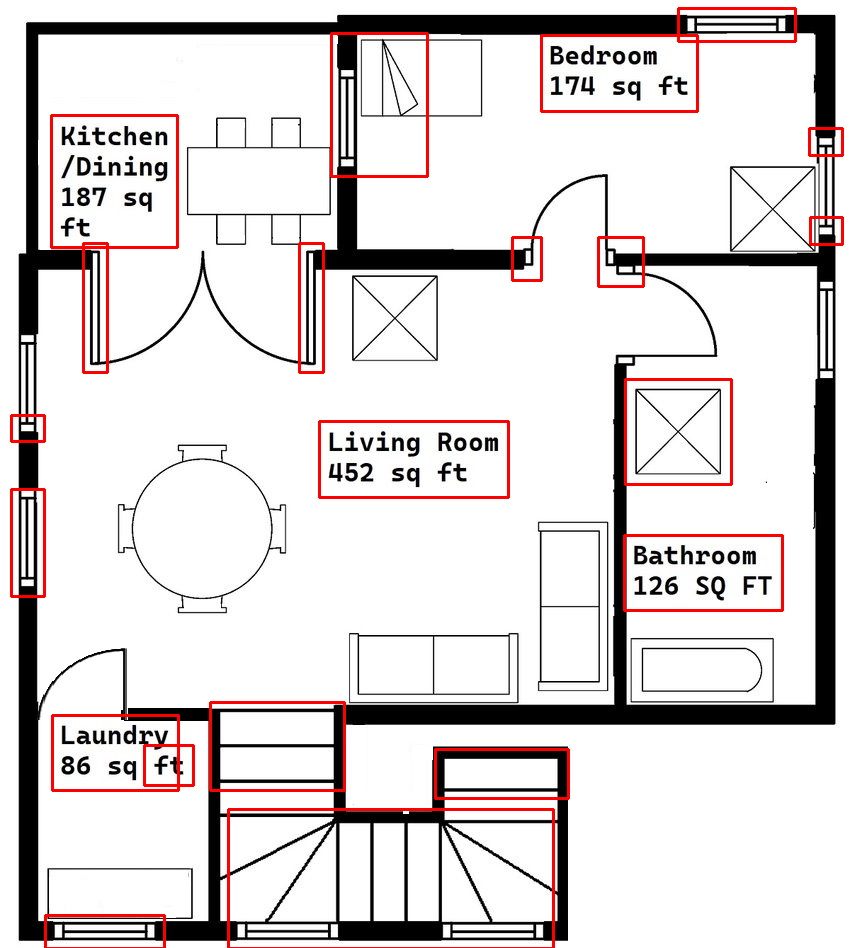 Bedroom
174 sq ft
Kitchen
/Dining
187 sq
ft
Living Room
452 sq ft
Bathroom
126 SQ FT
Laundry
86 sq ft